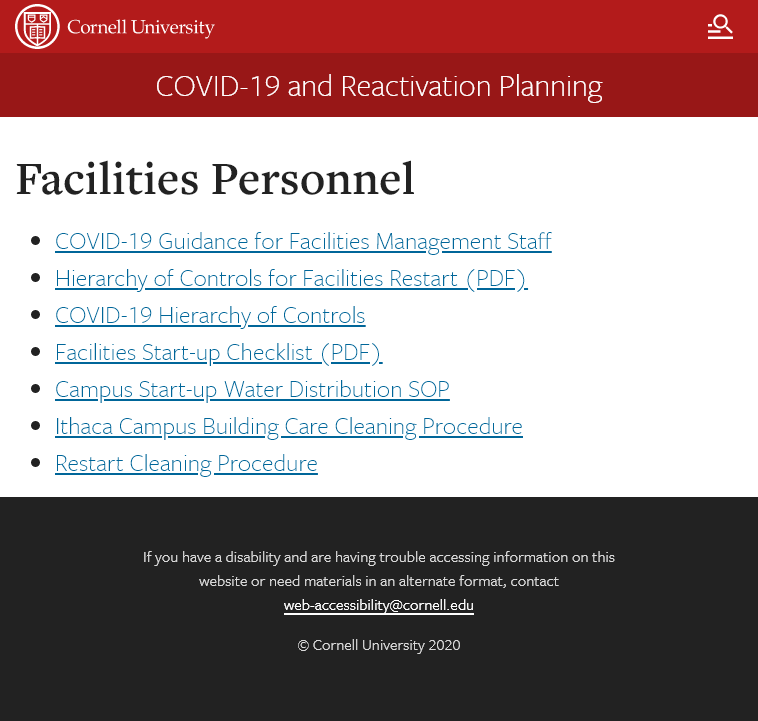 Cornell University
COVID-19 and Reactivation Planning
Facilities Personnel
COVID-19 Guidance for Facilities Management Staff
Hierarchy of Controls for Facilities Restart (PDF)
COVID-19 Hierarchy of Controls
Facilities Start-up Checklist (PDF)
Campus Start-up Water Distribution SOP
Ithaca Campus Building Care Cleaning Procedure
Restart Cleaning Procedure
If you have a disability and are having trouble accessing information on this
website or need materials in an alternate format, contact
web-accessibility@cornell.edu
© Cornell University 2020